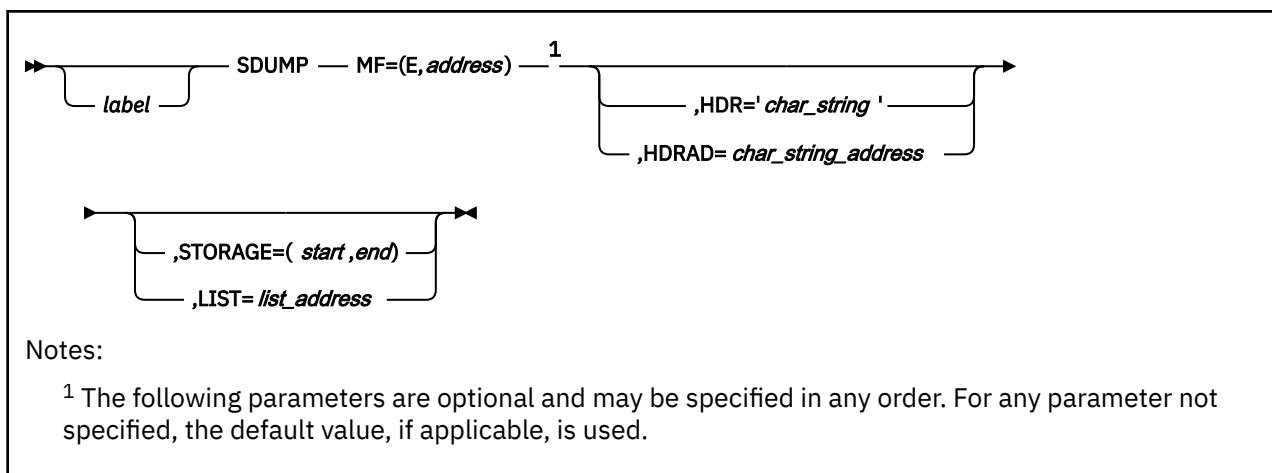 label SDUMP MF=(E, address) 1
,HDR=' char_string '
,HDRAD= char_string_address
,STORAGE=( start ,end)
,LIST= list_address
Notes:
1 The following parameters are optional and may be specified in any order. For any parameter not
specified, the default value, if applicable, is used.